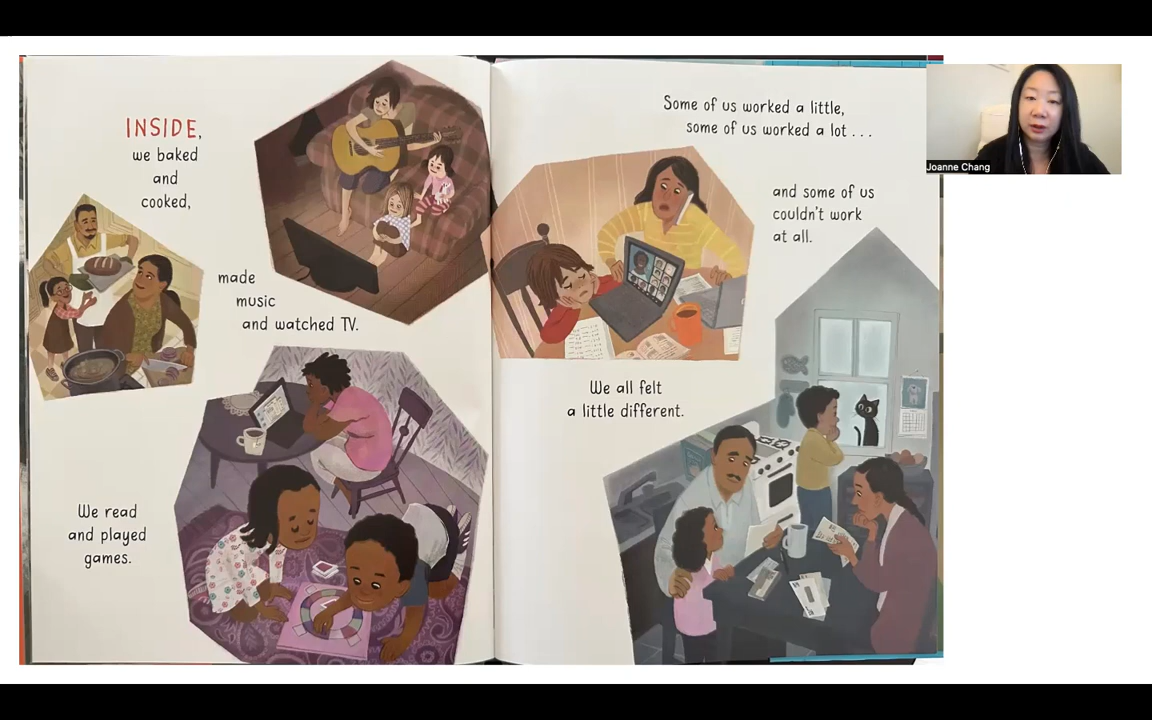 INSIDE,
we baked
and
cooked,
made
music
and watched TV.
We read
and played
games.
Some of us worked a little,
some of us worked a lot . . .
and some of us
couldn't work
at all.
We all felt
a little different.
Joanne Chang